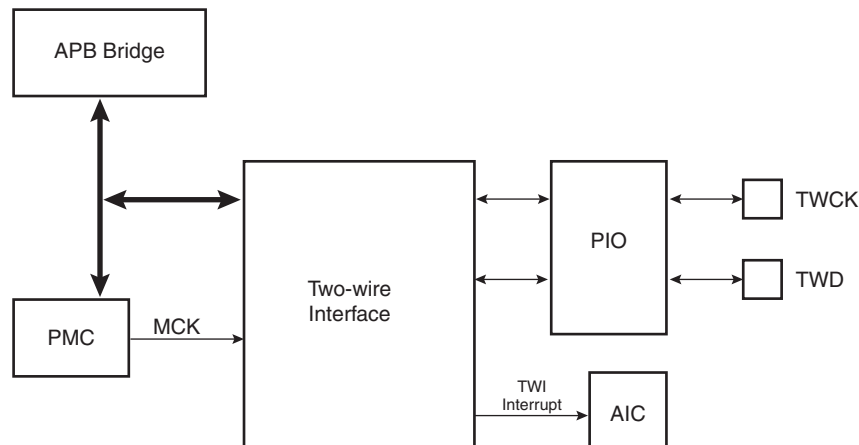 APB Bridge
TWCK
PIO
TWD
Two-wire
Interface
PMC
MCK
TWI
Interrupt
AIC